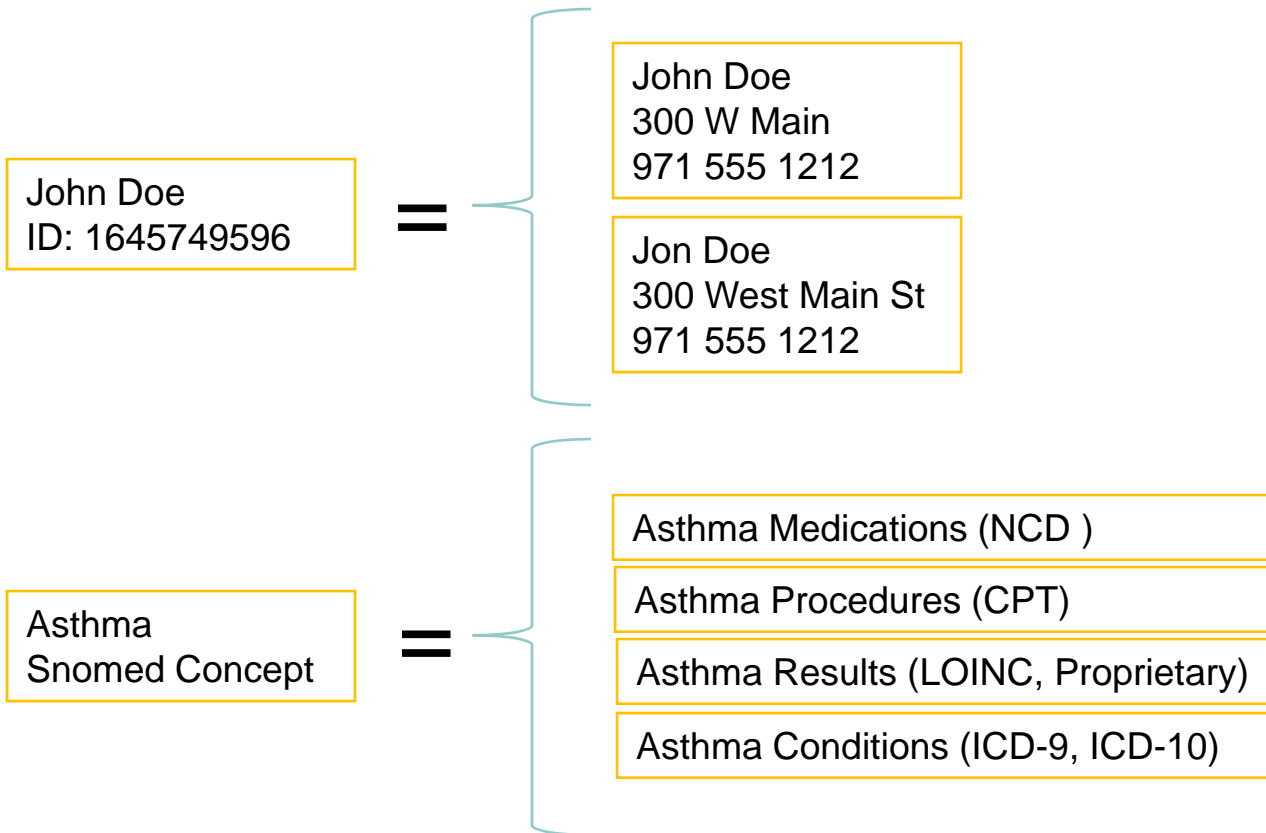 John Doe
ID: 1645749596
=
John Doe
300 W Main
971 555 1212
Jon Doe
300 West Main St
971 555 1212
Asthma
Snomed Concept
=
Asthma Medications (NCD )
Asthma Procedures (CPT)
Asthma Results (LOINC, Proprietary)
Asthma Conditions (ICD-9, ICD-10)